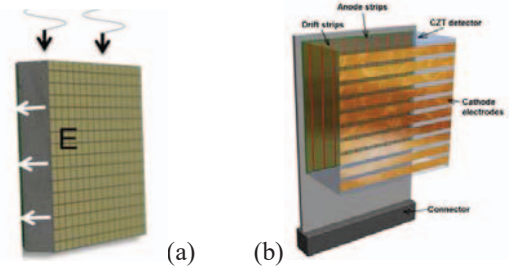 E
(a)
Drift strips
Anode strips
CZT detector
Cathode
electrodes
Connector
(b)